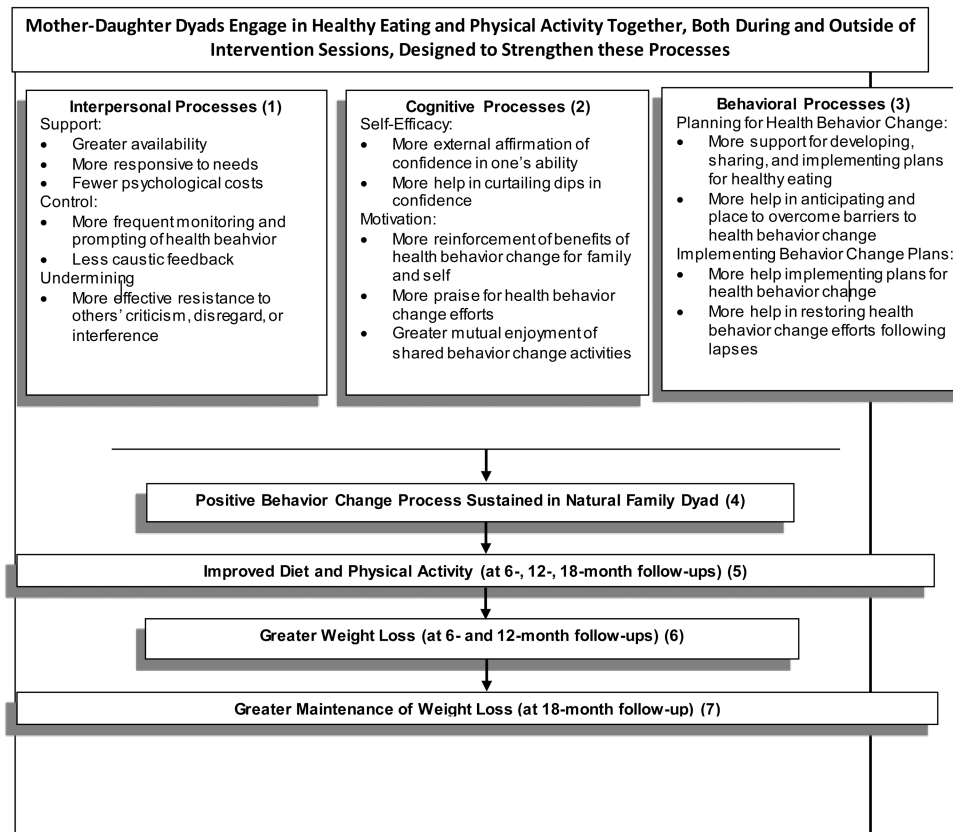 Mother-Daughter Dyads Engage in Healthy Eating and Physical Activity Together, Both During and Outside of
Intervention Sessions, Designed to Strengthen these Processes
Interpersonal Processes (1)
Support:
• Greater availability
• More responsive to needs
• Fewer psychological costs
Control:
• More frequent monitoring and
prompting of health beahvior
• Less caustic feedback
Undermining
• More effective resistance to
others' criticism, disregard, or
interference
Cognitive Processes (2)
Self-Efficacy:
• More external affirmation of
confidence in one's ability
• More help in curtailing dips in
confidence
Motivation:
• More reinforcement of benefits of
health behavior change for family
and self
• More praise for health behavior
change efforts
• Greater mutual enjoyment of
shared behavior change activities
Behavioral Processes (3)
Planning for Health Behavior Change:
• More support for developing,
sharing, and implementing plans
for healthy eating
• More help in anticipating and
place to overcome barriers to
health behavior change
Implementing Behavior Change Plans:
• More help implementing plans for
health behavior change
• More help in restoring health
behavior change efforts following
lapses
Positive Behavior Change Process Sustained in Natural Family Dyad (4)
Improved Diet and Physical Activity (at 6-, 12-, 18-month follow-ups) (5)
Greater Weight Loss (at 6- and 12-month follow-ups) (6)
Greater Maintenance of Weight Loss (at 18-month follow-up) (7)